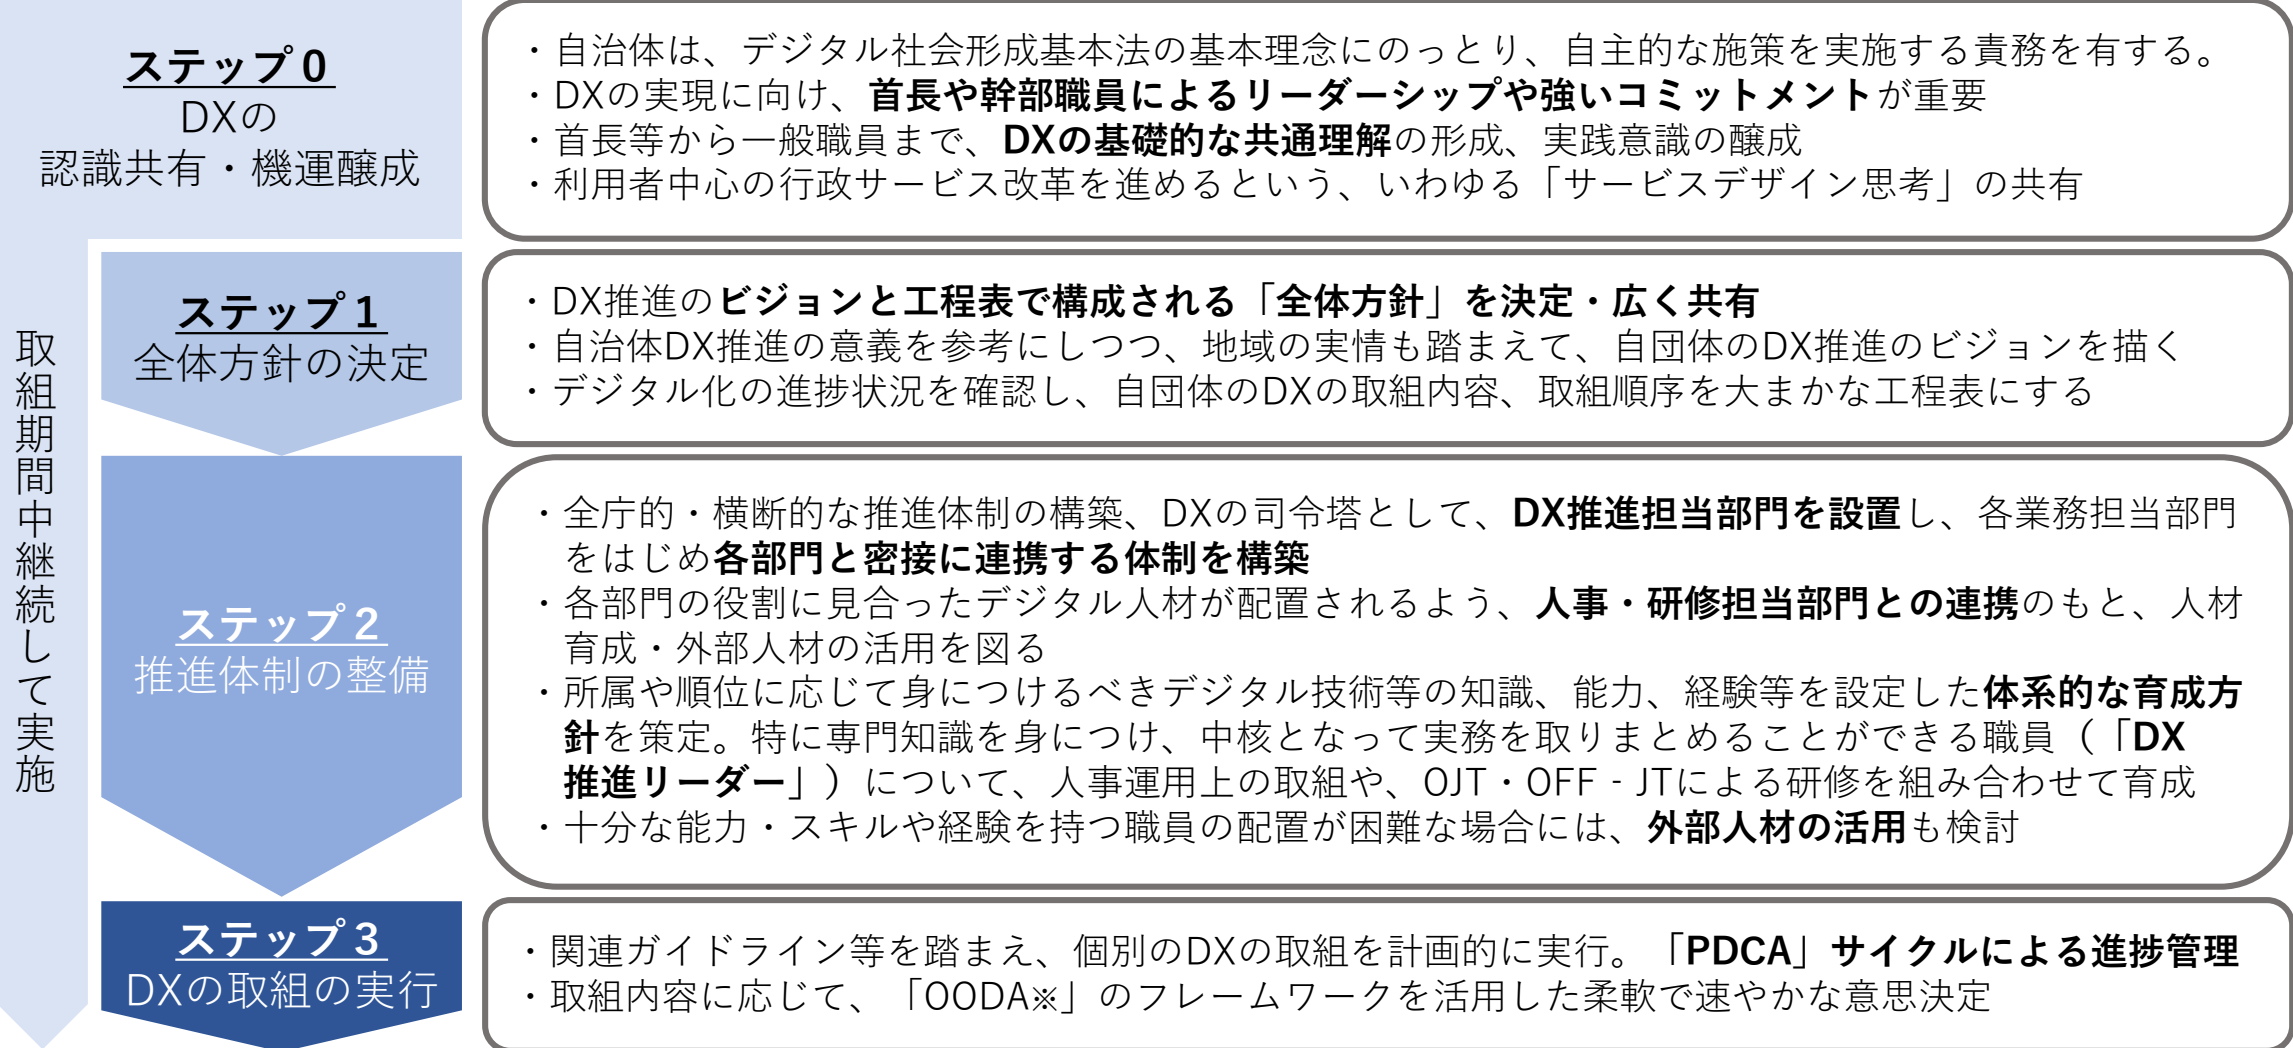 ステップ０
DXの
認識共有・機運醸成
・自治体は、デジタル社会形成基本法の基本理念にのっとり、自主的な施策を実施する責務を有する。
・DXの実現に向け、首長や幹部職員によるリーダーシップや強いコミットメントが重要
・首長等から一般職員まで、DXの基礎的な共通理解の形成、実践意識の醸成
・利用者中心の行政サービス改革を進めるという、いわゆる「サービスデザイン思考」の共有
取組期間中継続して実施
ステップ１
全体方針の決定
・DX推進のビジョンと工程表で構成される「全体方針」を決定・広く共有
・自治体DX推進の意義を参考にしつつ、地域の実情も踏まえて、自団体のDX推進のビジョンを描く
・デジタル化の進捗状況を確認し、自団体のDXの取組内容、取組順序を大まかな工程表にする
ステップ２
推進体制の整備
・全庁的・横断的な推進体制の構築、DXの司令塔として、DX推進担当部門を設置し、各業務担当部門
をはじめ各部門と密接に連携する体制を構築
・各部門の役割に見合ったデジタル人材が配置されるよう、人事・研修担当部門との連携のもと、人材
育成・外部人材の活用を図る
・所属や順位に応じて身につけるべきデジタル技術等の知識、能力、経験等を設定した体系的な育成方
針を策定。特に専門知識を身につけ、中核となって実務を取りまとめることができる職員（「DX
推進リーダー」）について、人事運用上の取組や、OJT・OFF‐JTによる研修を組み合わせて育成
・十分な能力・スキルや経験を持つ職員の配置が困難な場合には、外部人材の活用も検討
ステップ３
DXの取組の実行
・関連ガイドライン等を踏まえ、個別のDXの取組を計画的に実行。「PDCA」サイクルによる進捗管理
・取組内容に応じて、「OODA※」のフレームワークを活用した柔軟で速やかな意思決定